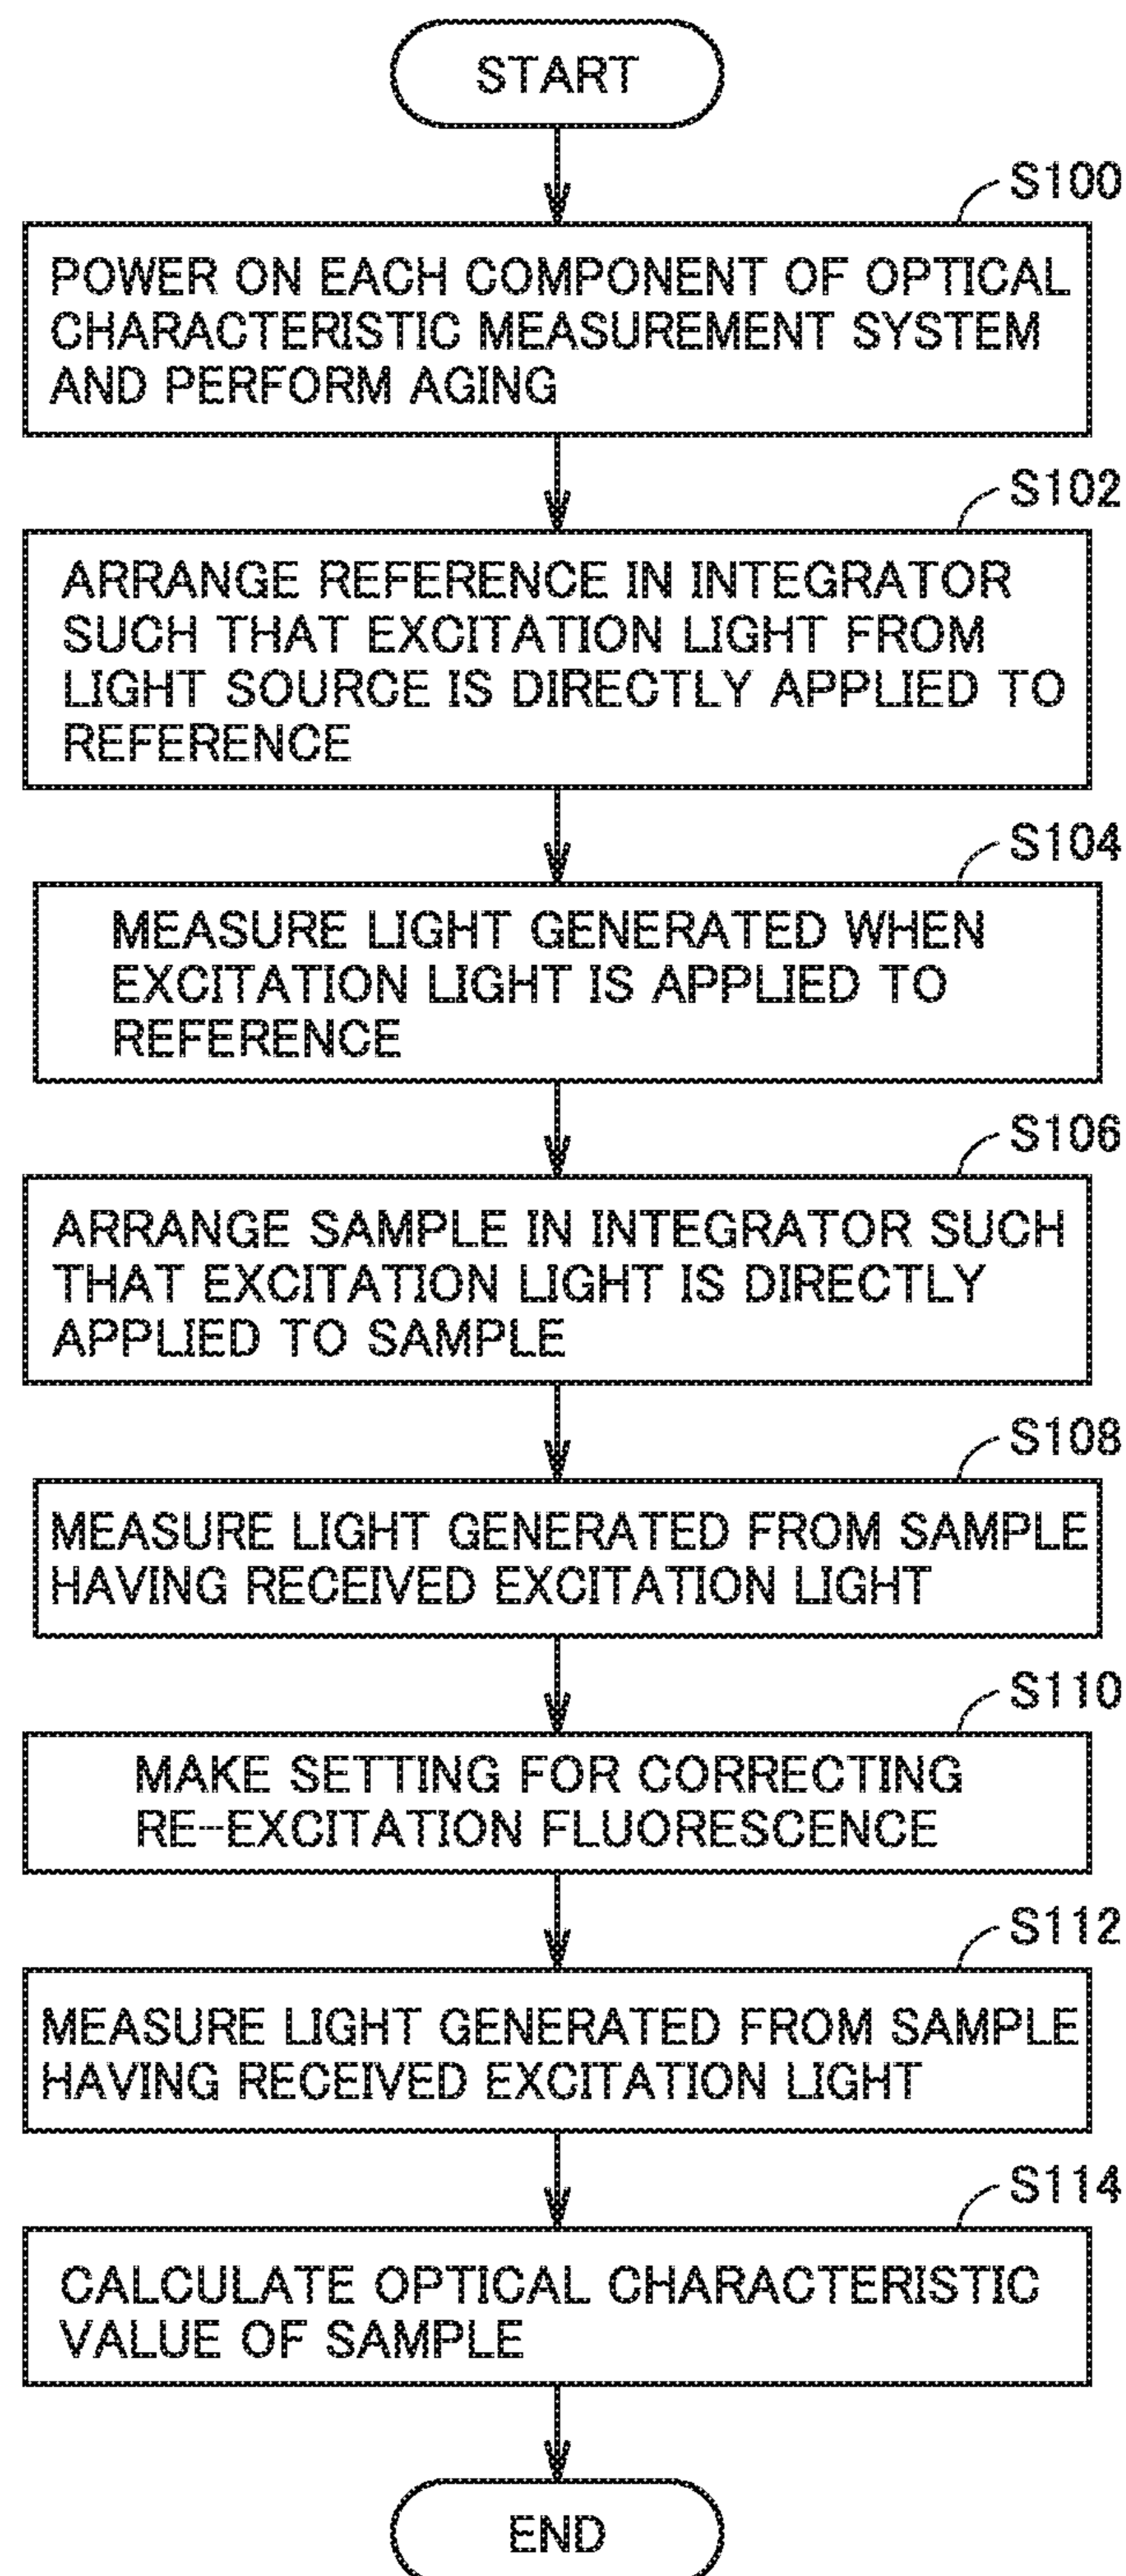 START
S100
POWER ON EACH COMPONENT OF OPTICAL
CHARACTERISTIC MEASUREMENT SYSTEM
AND PERFORM AGING
S102
ARRANGE REFERENCE IN INTEGRATOR
SUCH THAT EXCITATION LIGHT FROM
LIGHT SOURCE IS DIRECTLY APPLIED TO
REFERENCE
S104
MEASURE LIGHT GENERATED WHEN
EXCITATION LIGHT IS APPLIED TO
REFERENCE
S106
ARRANGE SAMPLE IN INTEGRATOR SUCH
THAT EXCITATION LIGHT IS DIRECTLY
APPLIED TO SAMPLE
S108
MEASURE LIGHT GENERATED FROM SAMPLE
HAVING RECEIVED EXCITATION LIGHT
S110
MAKE SETTING FOR CORRECTING
RE-EXCITATION FLUORESCENCE
S112
MEASURE LIGHT GENERATED FROM SAMPLE
HAVING RECEIVED EXCITATION LIGHT
S114
CALCULATE OPTICAL CHARACTERISTIC
VALUE OF SAMPLE
END